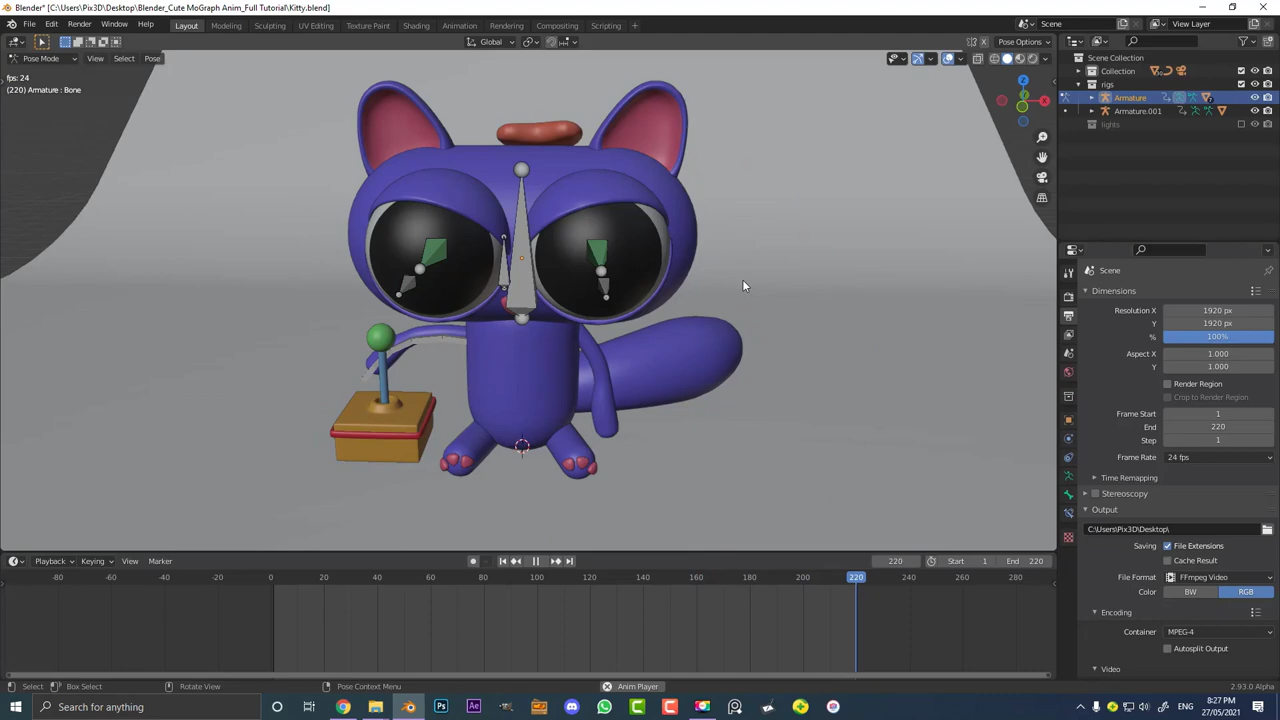 Blender* [C:\Users\Pix3D\Desktop\Blender_Cute MoGraph Anim_Full Tutorial\Kitty.blend]
File Edit Render Window Help Layout Modeling Sculpting UV Editing Texture Paint Shading Animation Rendering Compositing Scripting + Scene View Layer
Global
Pose Mode View Select Pose Pose Options
fps: 24
(220) Armature : Bone
Scene Collection
Collection
rigs
Armature
Armature.001
lights
X
Z
Scene
Dimensions
Resolution X 1920 px
Y 1920 px
% 100%
Aspect X 1.000
Y 1.000
Render Region
Crop to Render Region
Frame Start 1
End 220
Step 1
Frame Rate 24 fps
Time Remapping
Stereoscopy
Output
C:\Users\Pix3D\Desktop\
Saving File Extensions
Cache Result
File Format FFmpeg Video
Color BW RGB
Encoding
Container MPEG-4
Autosplit Output
Video
Playback Keying View Marker 220 Start 1 End 220
-80 -60 -40 -20 0 20 40 60 80 100 120 140 160 180 200 220 240 260 280
Select Box Select Rotate View Pose Context Menu Anim Player 2.93.0 Alpha
Search for anything
Ps Ae
ENG
8:27 PM
27/05/2021